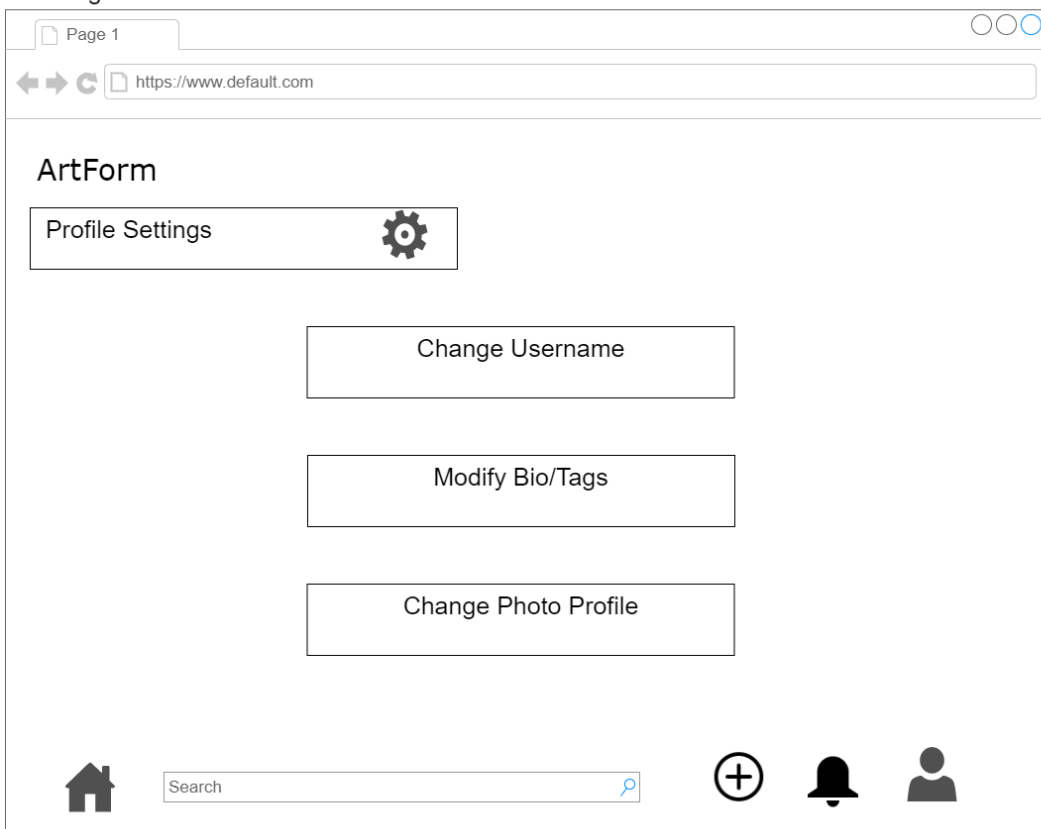 Page 1
https://www.default.com
ArtForm
Profile Settings
Change Username
Modify Bio/Tags
Change Photo Profile
Search